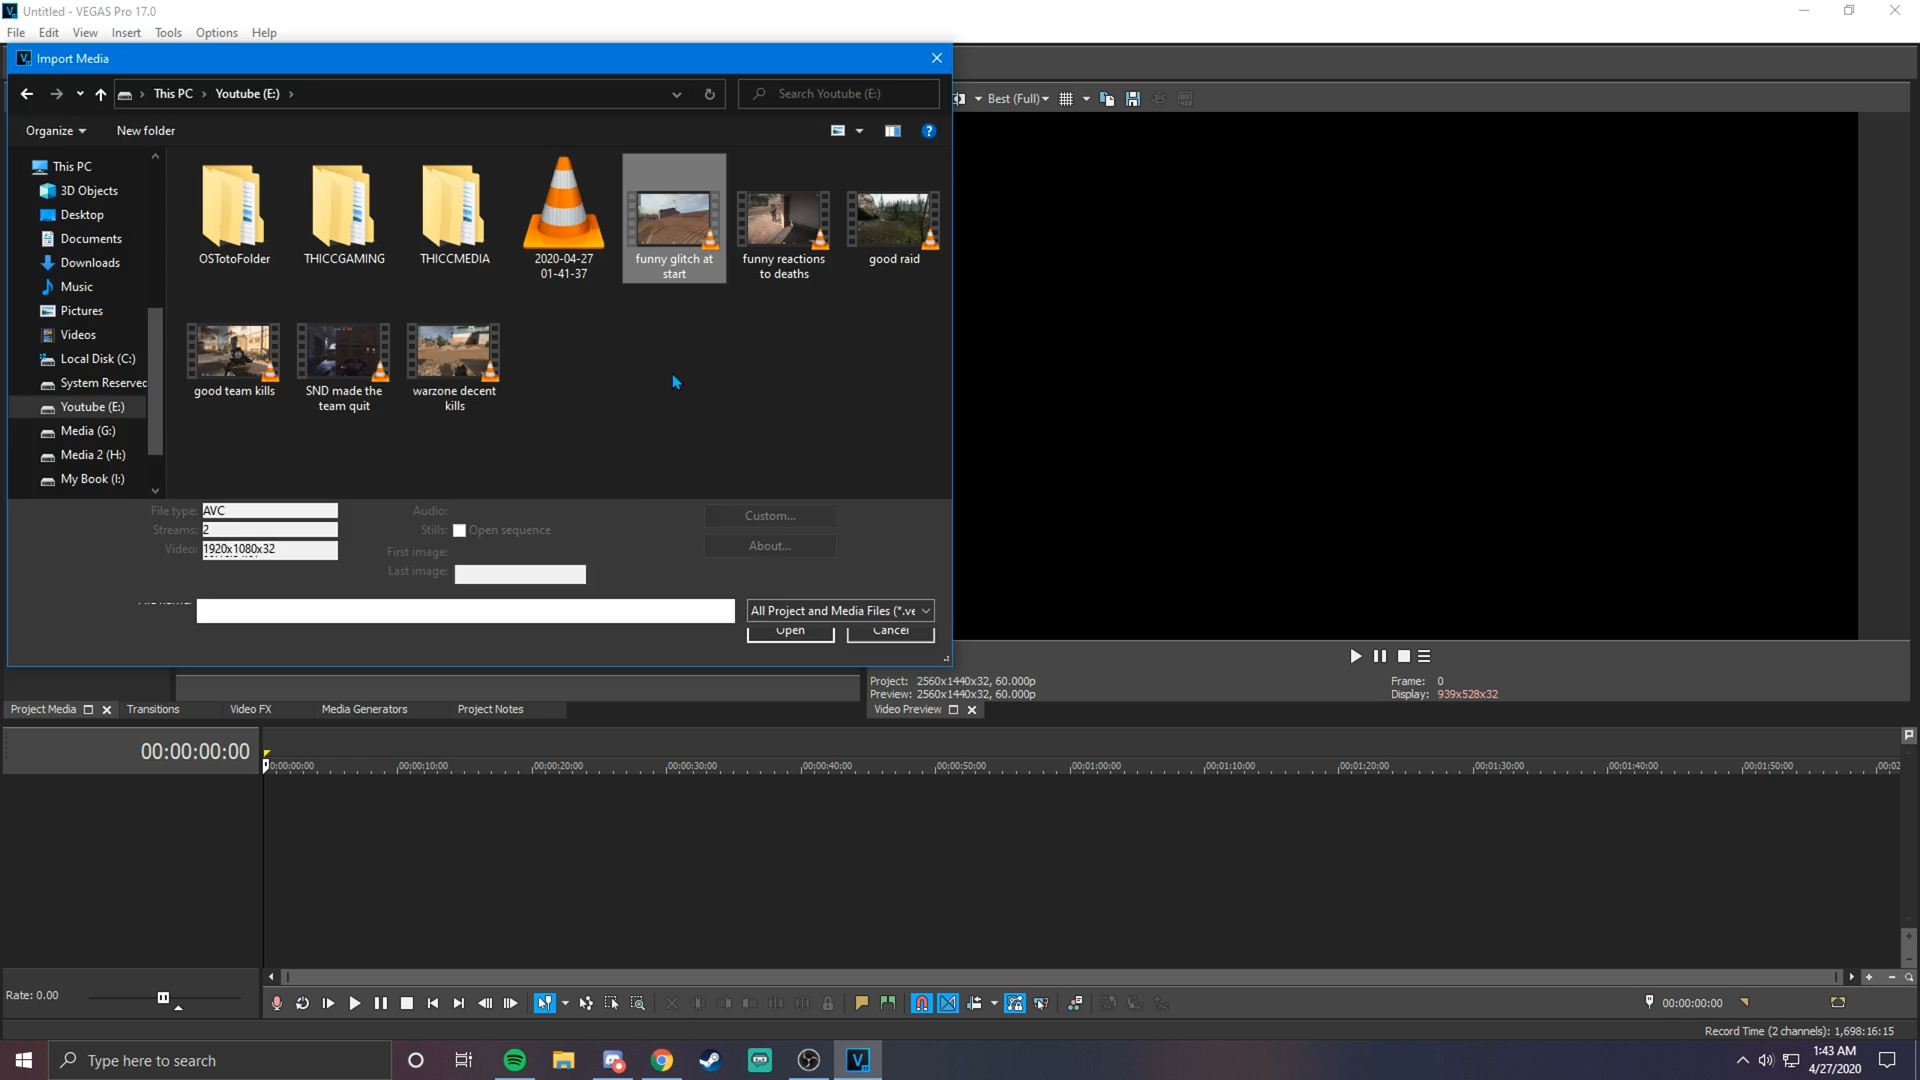 Untitled - VEGAS Pro 17.0
File Edit View Insert Tools Options Help
Import Media
This PC > Youtube (E:) >
Search Youtube (E:)
Best (Full)
Organize New folder
This PC
3D Objects
Desktop
Documents
Downloads
Music
Pictures
Videos
Local Disk (C:)
System Reserved
Youtube (E:)
Media (G:)
Media 2 (H:)
My Book (I:)
OSTotoFolder
THICCGAMING
THICCMEDIA
2020-04-27
01-41-37
funny glitch at
start
funny reactions
to deaths
good raid
good team kills
SND made the
team quit
warzone decent
kills
File type: AVC
Streams: 2
Video: 1920x1080x32
Audio:
Stills: Open sequence
First image:
Last image:
Custom...
About...
All Project and Media Files (*.ve
Open Cancel
Project: 2560x1440x32, 60.000p
Preview: 2560x1440x32, 60.000p
Frame: 0
Display: 939x528x32
Project Media Transitions Video FX Media Generators Project Notes
Video Preview
00:00:00:00
0:00:00:00 00:00:10:00 00:00:20:00 00:00:30:00 00:00:40:00 00:00:50:00 00:01:00:00 00:01:10:00 00:01:20:00 00:01:30:00 00:01:40:00 00:01:50:00 00:02
Rate: 0.00
00:00:00:00
Record Time (2 channels): 1,698:16:15
Type here to search
1:43 AM
4/27/2020